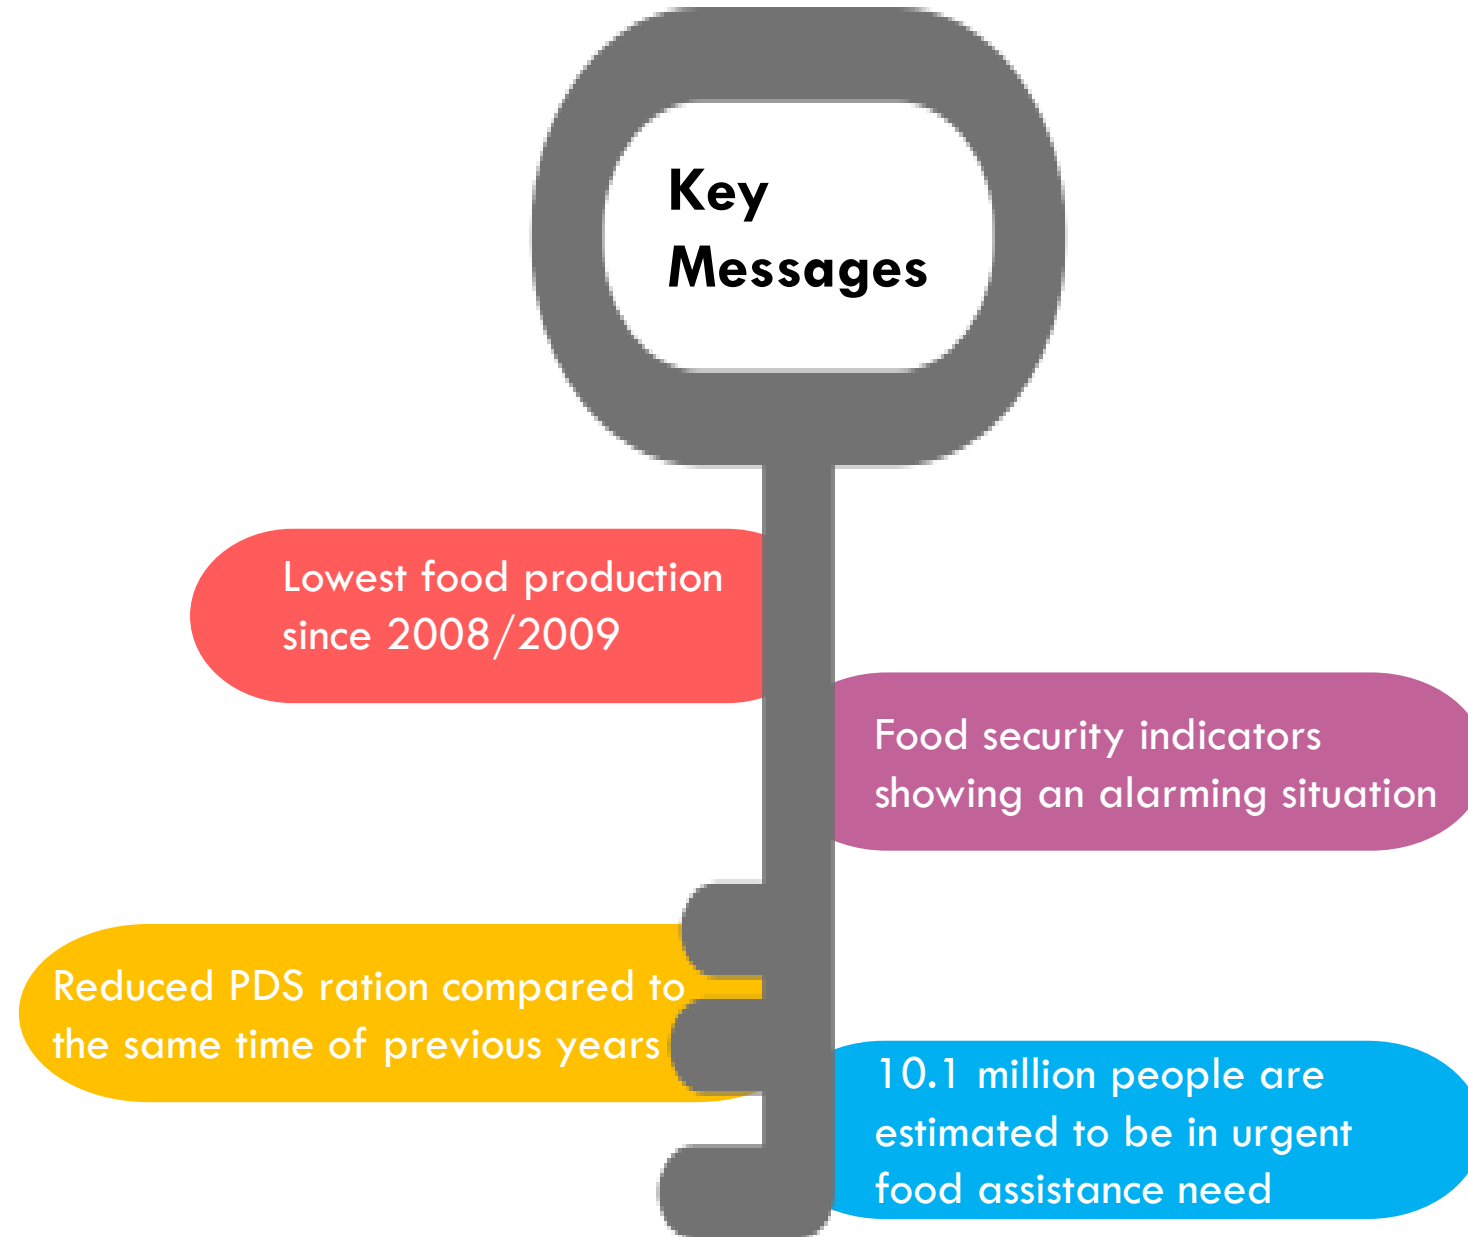 Key
Messages
Lowest food production
since 2008/2009
Food security indicators
showing an alarming situation
Reduced PDS ration compared to
the same time of previous years
10.1 million people are
estimated to be in urgent
food assistance need